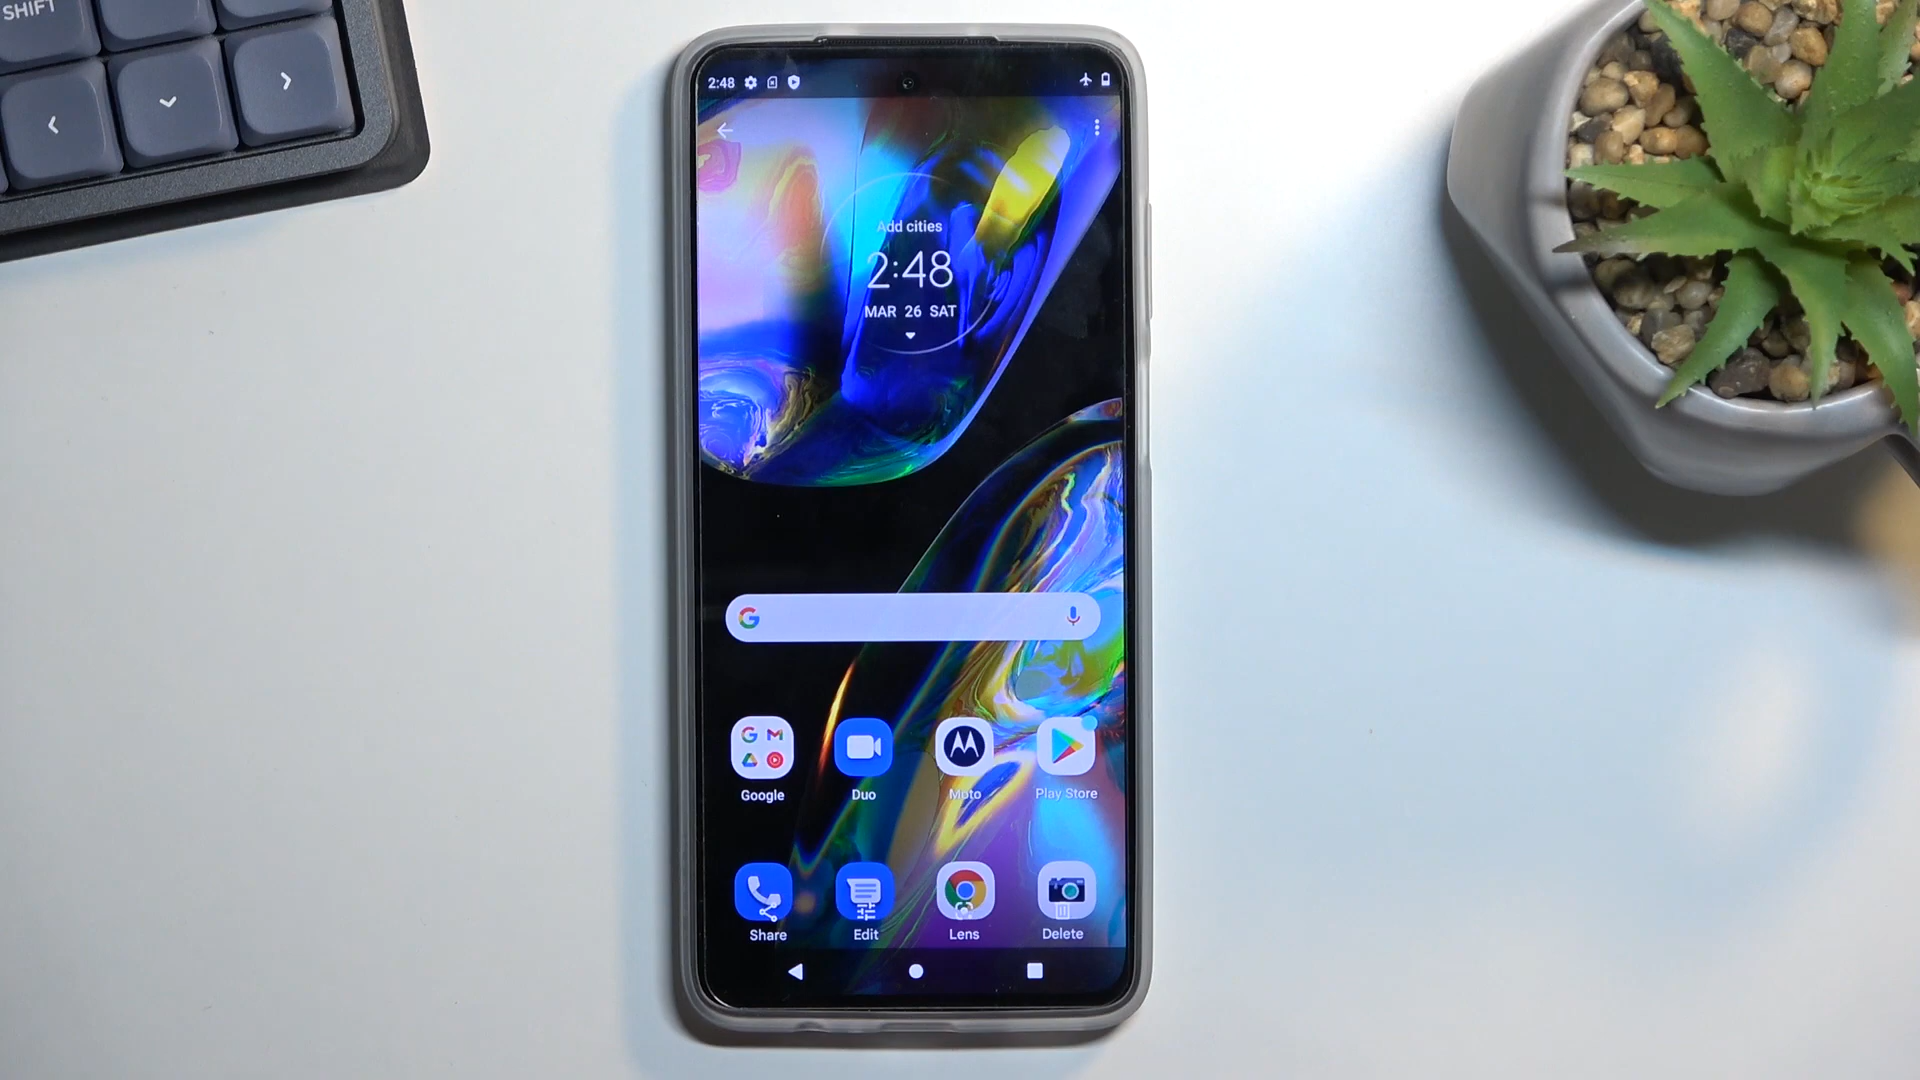 SHIFT
2:48
Add cities
2:48
MAR 26 SAT
Google Duo Moto Play Store
Share Edit Lens Delete